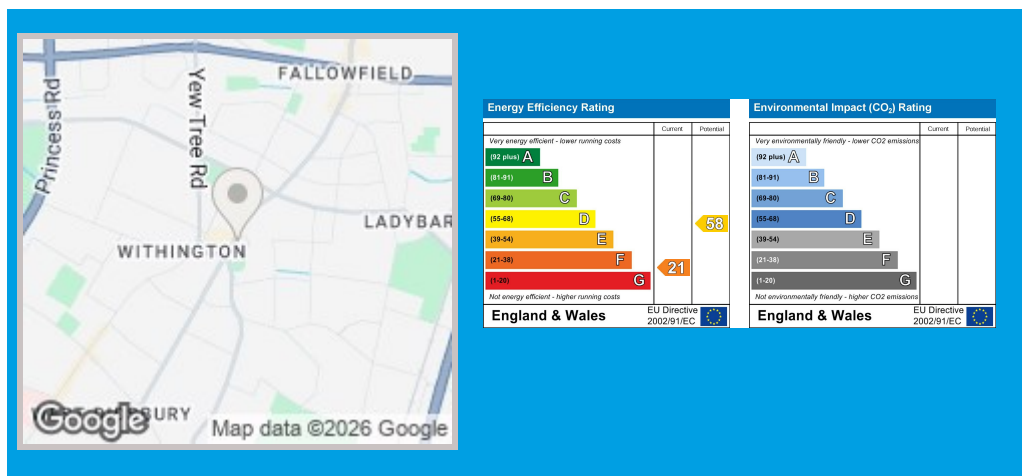 FALLOWFIELD
Princess Rd
Yew Tree Rd
LADYBAR
WITHINGTON
Google
Map data ©2026 Google
Energy Efficiency Rating
Current
Potential
Very energy efficient - lower running costs
(92 plus) A
(81-91) B
(69-80) C
(55-68) D
(39-54) E
(21-38) F
(1-20) G
58
21
Not energy efficient - higher running costs
England & Wales
EU Directive
2002/91/EC
Environmental Impact (CO₂) Rating
Current
Potential
Very environmentally friendly - lower CO2 emissions
(92 plus) A
(81-91) B
(69-80) C
(55-68) D
(39-54) E
(21-38) F
(1-20) G
Not environmentally friendly - higher CO2 emissions
England & Wales
EU Directive
2002/91/EC